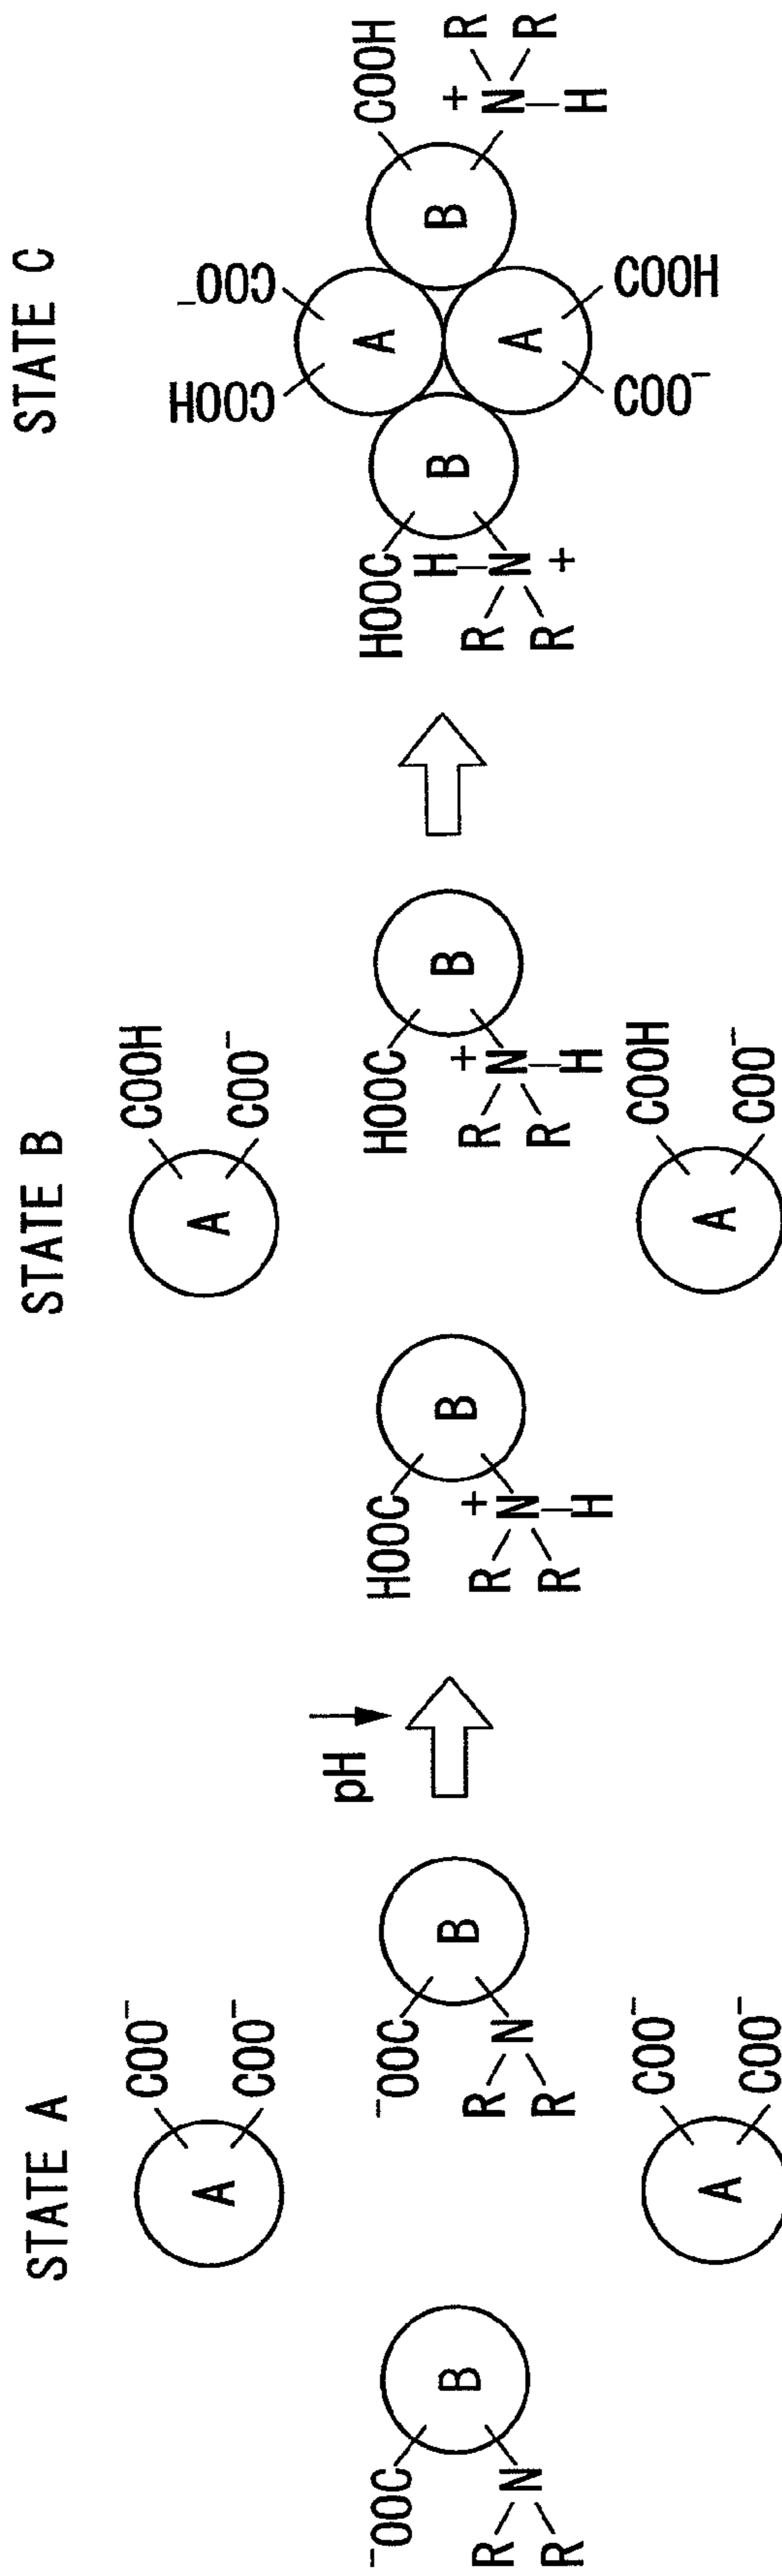 STATE A
A
COO⁻
COO⁻
B
⁻OOC
N
R
R
B
⁻OOC
N
R
R
A
COO⁻
COO⁻
pH
STATE B
A
COOH
COO⁻
B
HOOC
+
N—H
R
R
B
HOOC
+
N—H
R
R
A
COOH
COO⁻
STATE C
COOH
COO⁻
A
HOOC
B
H—N
+
R
R
B
COOH
+
N—H
R
R
A
COO⁻
COOH